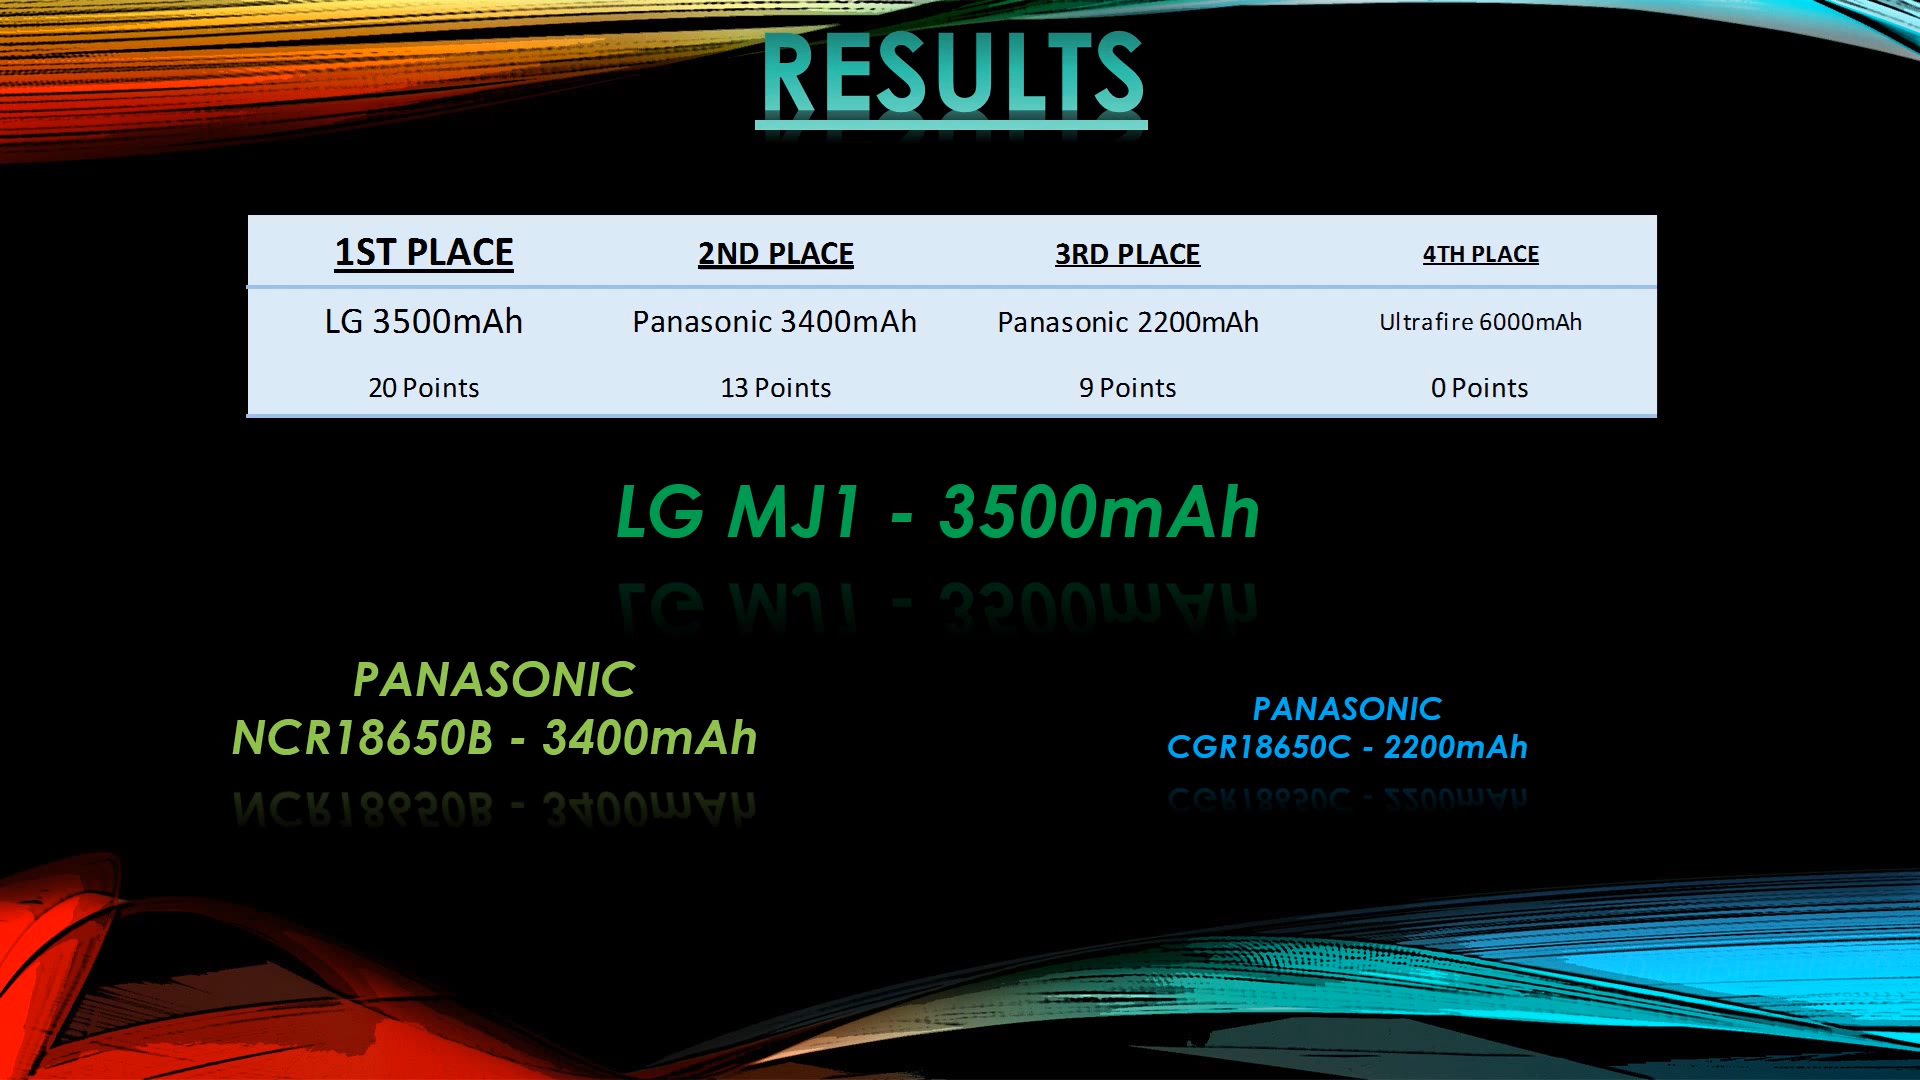 RESULTS
1ST PLACE 2ND PLACE 3RD PLACE 4TH PLACE
LG 3500mAh Panasonic 3400mAh Panasonic 2200mAh Ultrafire 6000mAh
20 Points 13 Points 9 Points 0 Points
LG MJ1 - 3500mAh
PANASONIC
NCR18650B - 3400mAh
PANASONIC
CGR18650C - 2200mAh